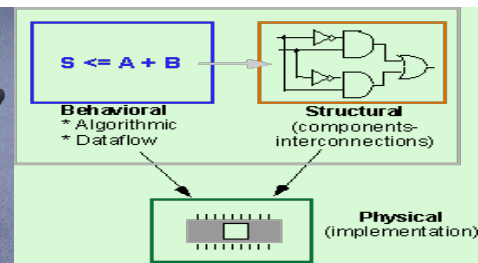 S <= A + B
Behavioral
* Algorithmic
* Dataflow
Structural
(components-
interconnections)
Physical
(implementation)